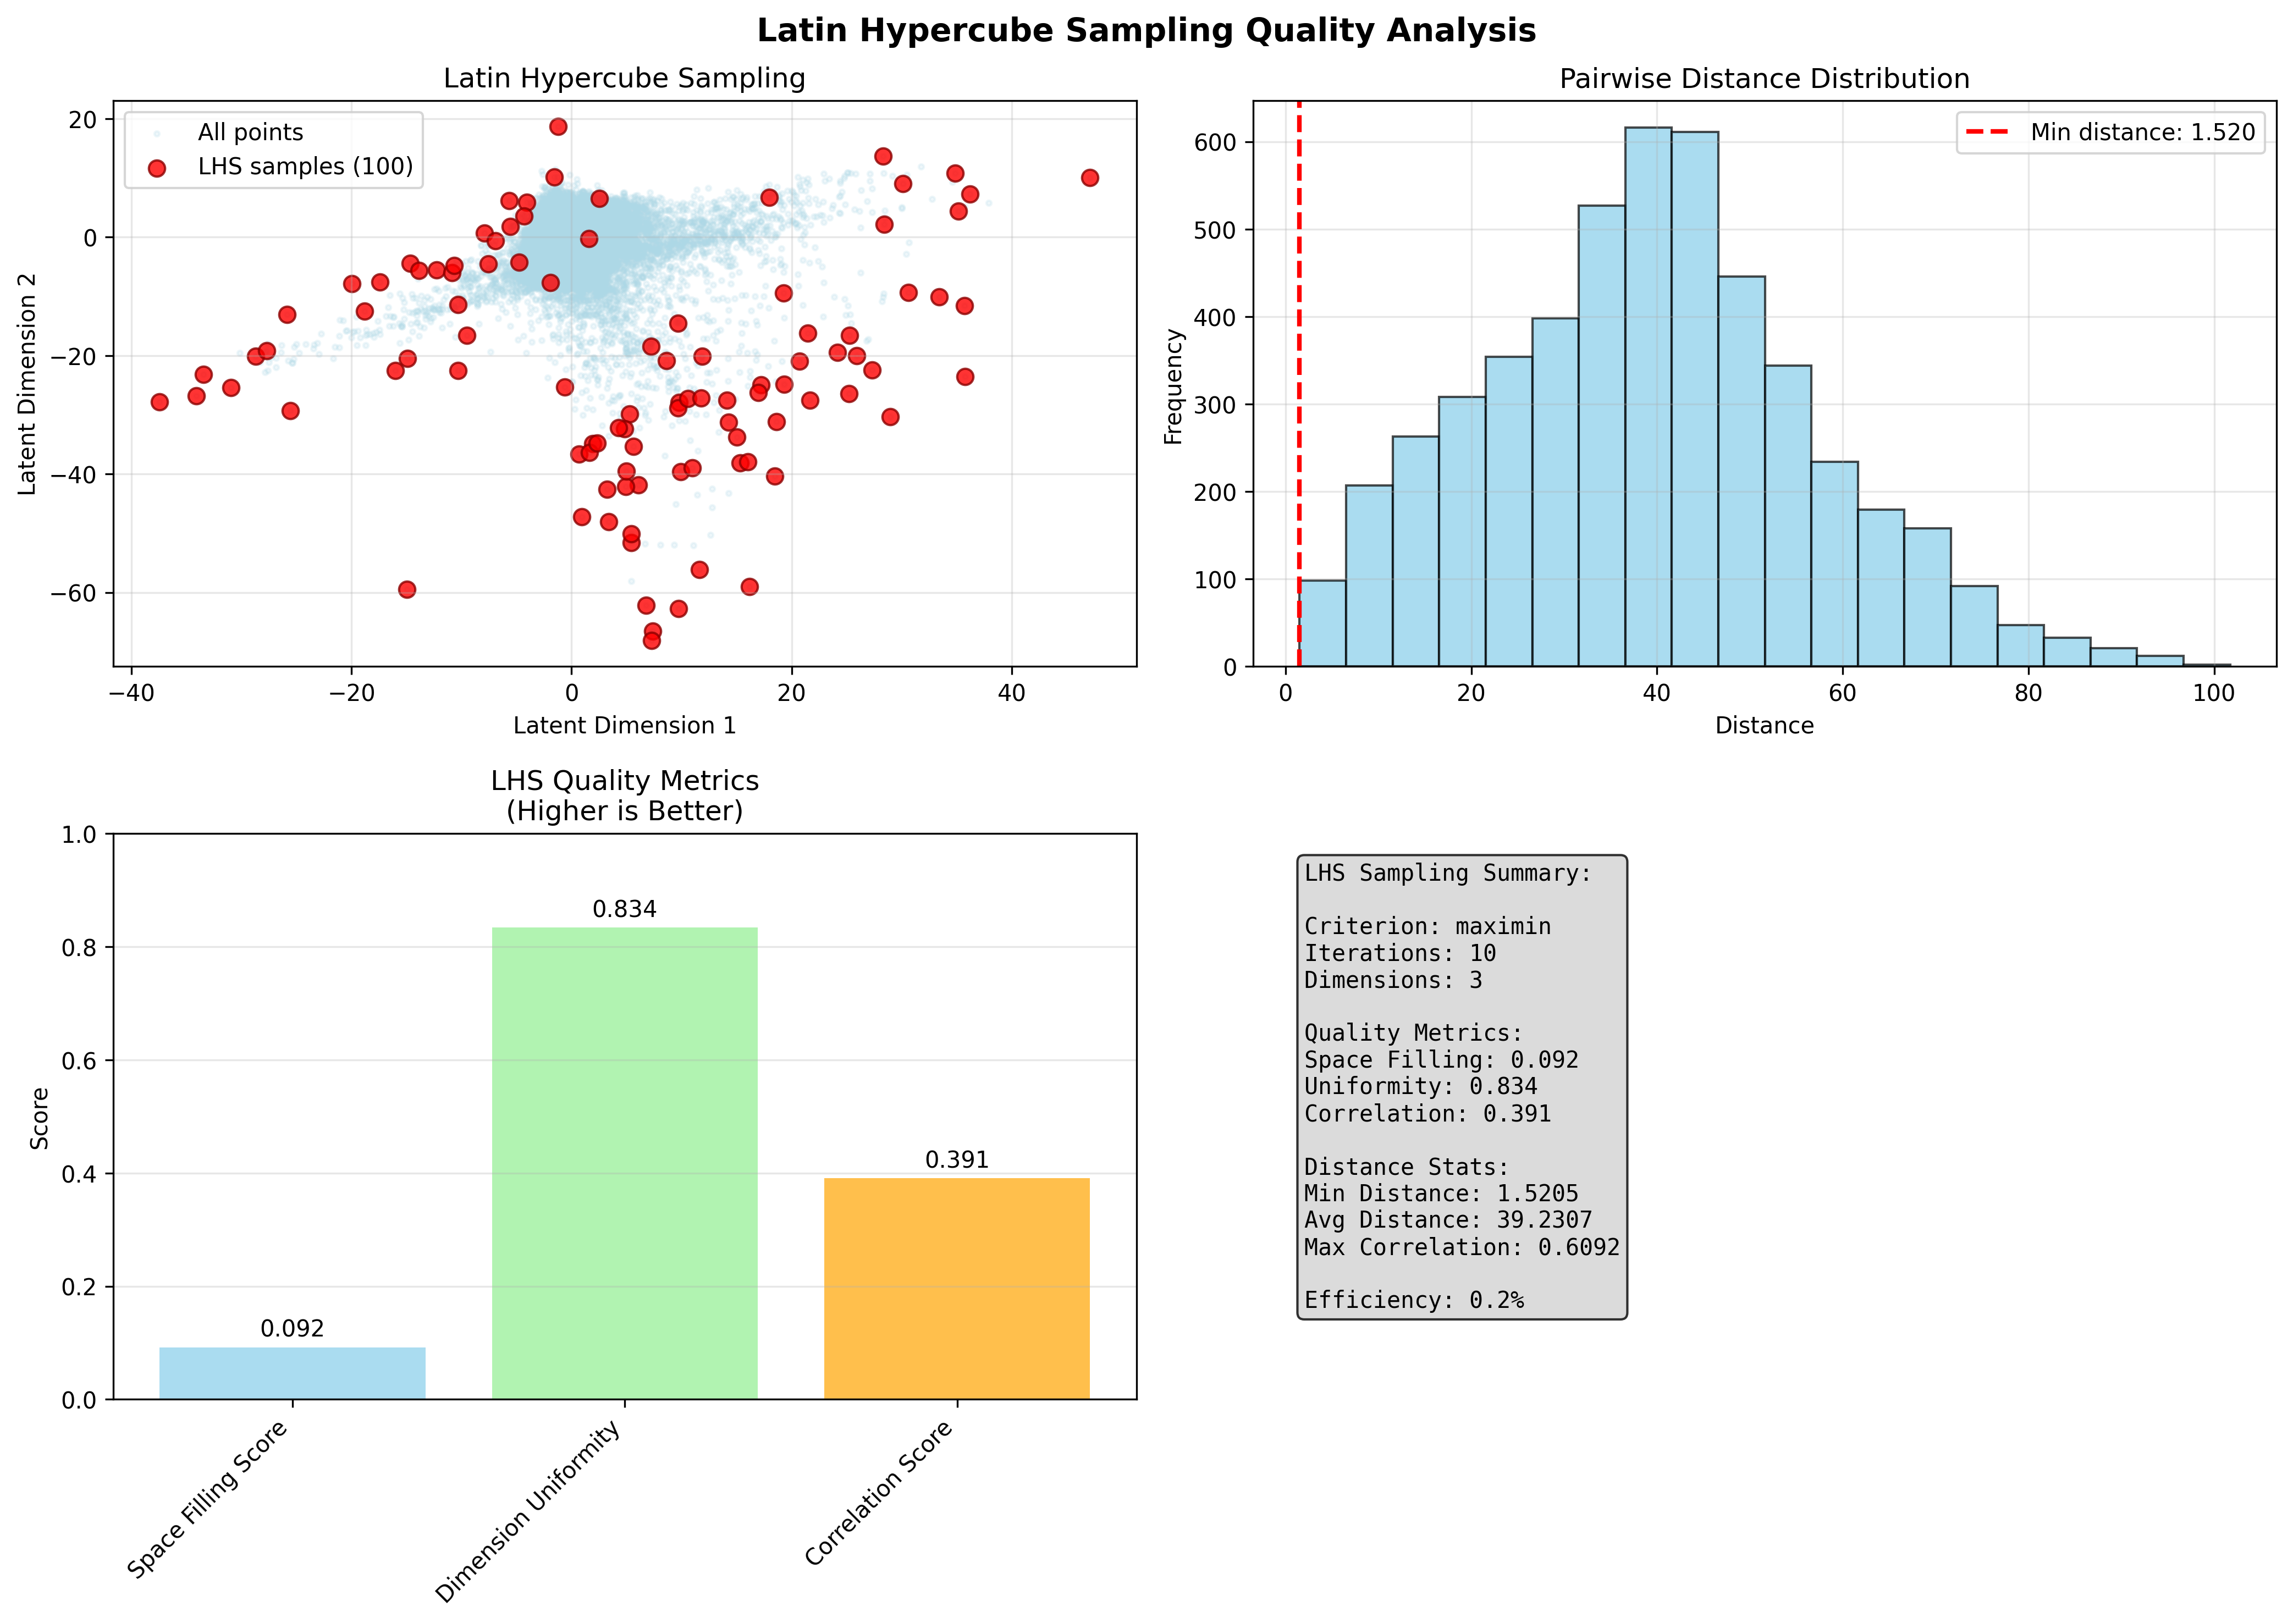 Latin Hypercube Sampling Quality Analysis
Latin Hypercube Sampling
All points
LHS samples (100)
20
0
−20
−40
−60
Latent Dimension 2
−40
−20
0
20
40
Latent Dimension 1
Pairwise Distance Distribution
Min distance: 1.520
600
500
400
300
200
100
0
Frequency
0
20
40
60
80
100
Distance
LHS Quality Metrics
(Higher is Better)
1.0
0.8
0.6
0.4
0.2
0.0
Score
0.092
0.834
0.391
Space Filling Score
Dimension Uniformity
Correlation Score
LHS Sampling Summary:
Criterion: maximin
Iterations: 10
Dimensions: 3
Quality Metrics:
Space Filling: 0.092
Uniformity: 0.834
Correlation: 0.391
Distance Stats:
Min Distance: 1.5205
Avg Distance: 39.2307
Max Correlation: 0.6092
Efficiency: 0.2%